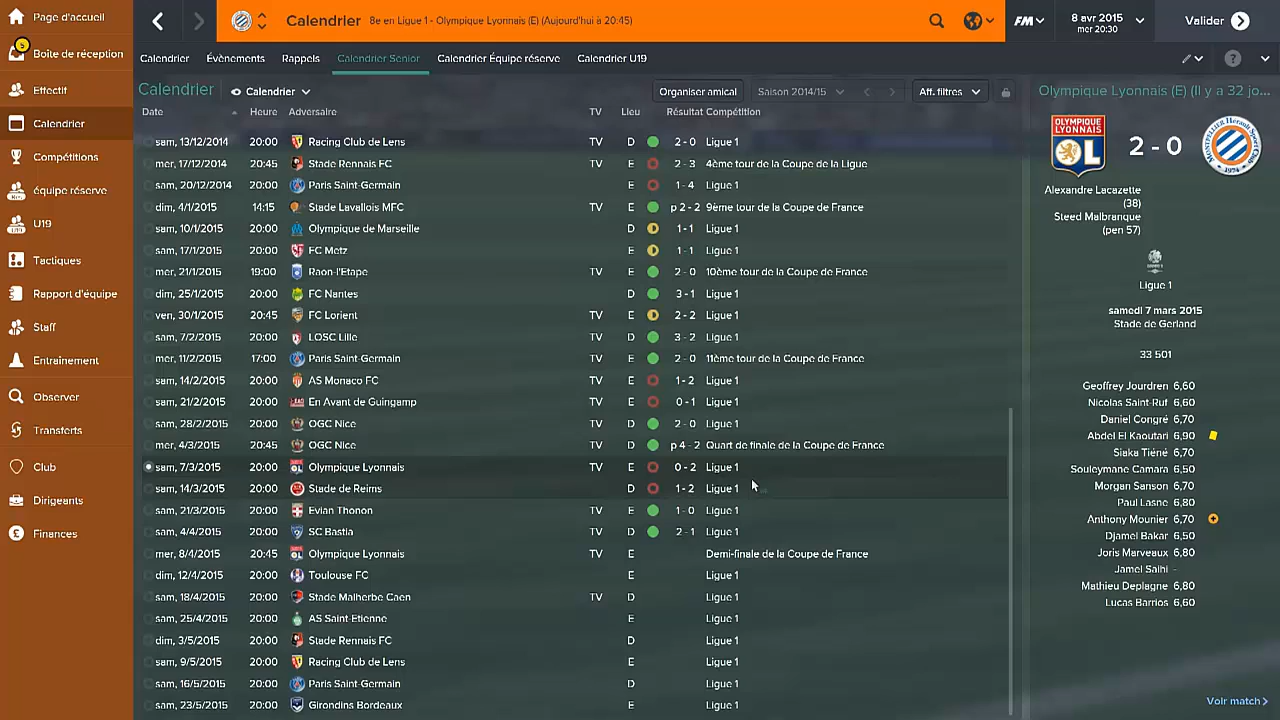 Page d'accueil
5
Boîte de réception
Effectif
Calendrier
Compétitions
équipe réserve
U19
Tactiques
Rapport d'équipe
Staff
Entraînement
Observer
Transferts
Club
Dirigeants
Finances
Calendrier
8e en Ligue 1 - Olympique Lyonnais (E) (Aujourd'hui à 20:45)
FM
8 avr 2015
mer 20:30
Valider
Calendrier Évènements Rappels Calendrier Senior Calendrier Équipe réserve Calendrier U19
Calendrier Calendrier Organiser amical Saison 2014/15 Aff. filtres
Date Heure Adversaire TV Lieu Résultat Compétition
sam, 13/12/2014 20:00 Racing Club de Lens TV D 2 - 0 Ligue 1
mer, 17/12/2014 20:45 Stade Rennais FC TV E 2 - 3 4ème tour de la Coupe de la Ligue
sam, 20/12/2014 20:00 Paris Saint-Germain E 1 - 4 Ligue 1
dim, 4/1/2015 14:15 Stade Lavallois MFC TV E p 2 - 2 9ème tour de la Coupe de France
sam, 10/1/2015 20:00 Olympique de Marseille D 1 - 1 Ligue 1
sam, 17/1/2015 20:00 FC Metz E 1 - 1 Ligue 1
mer, 21/1/2015 19:00 Raon-l'Etape TV E 2 - 0 10ème tour de la Coupe de France
dim, 25/1/2015 20:00 FC Nantes D 3 - 1 Ligue 1
ven, 30/1/2015 20:45 FC Lorient TV E 2 - 2 Ligue 1
sam, 7/2/2015 20:00 LOSC Lille TV D 3 - 2 Ligue 1
mer, 11/2/2015 17:00 Paris Saint-Germain TV E 2 - 0 11ème tour de la Coupe de France
sam, 14/2/2015 20:00 AS Monaco FC TV E 1 - 2 Ligue 1
sam, 21/2/2015 20:00 En Avant de Guingamp TV E 0 - 1 Ligue 1
sam, 28/2/2015 20:00 OGC Nice TV D 2 - 0 Ligue 1
mer, 4/3/2015 20:45 OGC Nice TV D p 4 - 2 Quart de finale de la Coupe de France
sam, 7/3/2015 20:00 Olympique Lyonnais TV E 0 - 2 Ligue 1
sam, 14/3/2015 20:00 Stade de Reims D 1 - 2 Ligue 1
sam, 21/3/2015 20:00 Evian Thonon TV E 1 - 0 Ligue 1
sam, 4/4/2015 20:00 SC Bastia TV D 2 - 1 Ligue 1
mer, 8/4/2015 20:45 Olympique Lyonnais TV E Demi-finale de la Coupe de France
dim, 12/4/2015 20:00 Toulouse FC E Ligue 1
sam, 18/4/2015 20:00 Stade Malherbe Caen TV D Ligue 1
sam, 25/4/2015 20:00 AS Saint-Etienne E Ligue 1
dim, 3/5/2015 20:00 Stade Rennais FC D Ligue 1
sam, 9/5/2015 20:00 Racing Club de Lens E Ligue 1
sam, 16/5/2015 20:00 Paris Saint-Germain D Ligue 1
sam, 23/5/2015 20:00 Girondins Bordeaux E Ligue 1
Olympique Lyonnais (E) (Il y a 32 jo...
OLYMPIQUE
LYONNAIS
2 - 0
Alexandre Lacazette
(38)
Steed Malbranque
(pen 57)
Ligue 1
samedi 7 mars 2015
Stade de Gerland
33 501
Geoffrey Jourdren 6,60
Nicolas Saint-Ruf 6,60
Daniel Congré 6,70
Abdel El Kaoutari 6,90
Siaka Tiéné 6,70
Souleymane Camara 6,50
Morgan Sanson 6,70
Paul Lasne 6,80
Anthony Mounier 6,70
Djamel Bakar 6,50
Joris Marveaux 6,80
Jamel Saihi -
Mathieu Deplagne 6,80
Lucas Barrios 6,60
Voir match